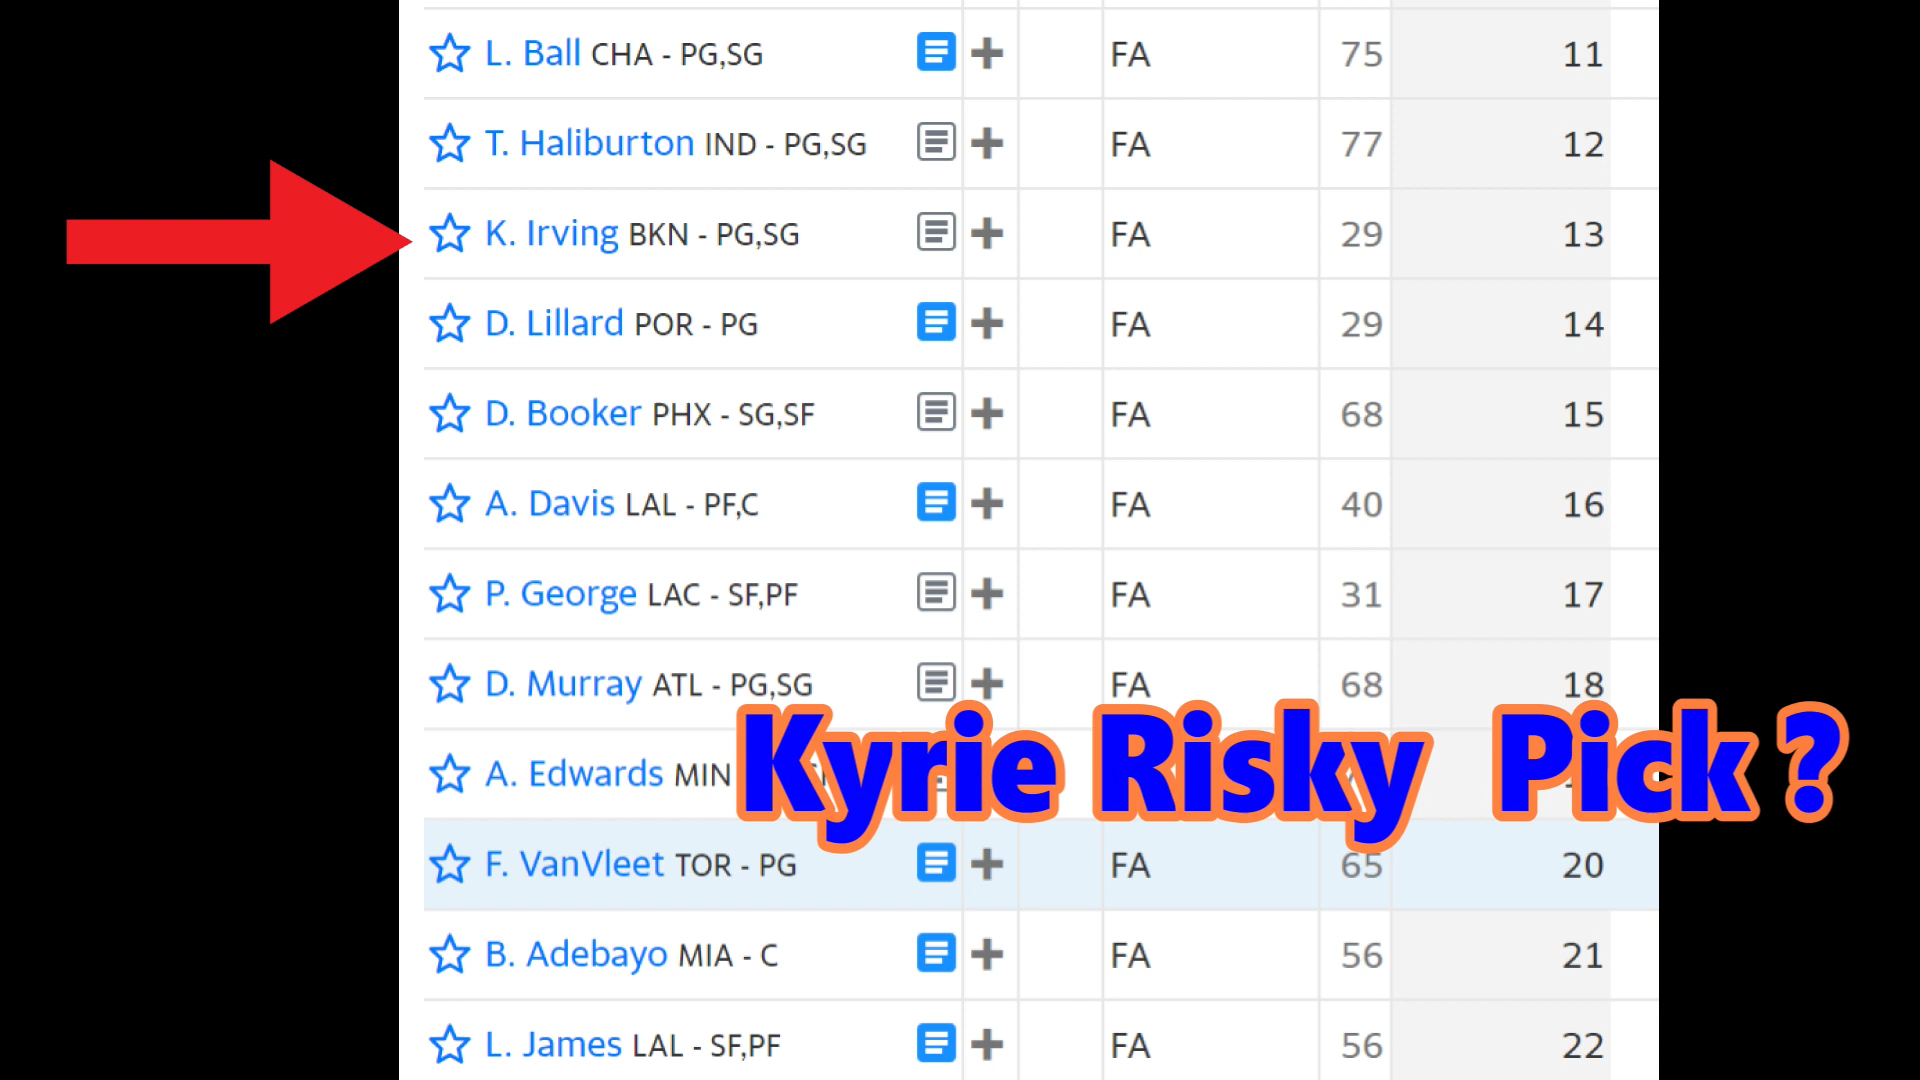 L. Ball CHA - PG,SG FA 75 11
T. Haliburton IND - PG,SG FA 77 12
K. Irving BKN - PG,SG FA 29 13
D. Lillard POR - PG FA 29 14
D. Booker PHX - SG,SF FA 68 15
A. Davis LAL - PF,C FA 40 16
P. George LAC - SF,PF FA 31 17
D. Murray ATL - PG,SG FA 68 18
A. Edwards MIN
Kyrie Risky Pick ?
F. VanVleet TOR - PG FA 65 20
B. Adebayo MIA - C FA 56 21
L. James LAL - SF,PF FA 56 22